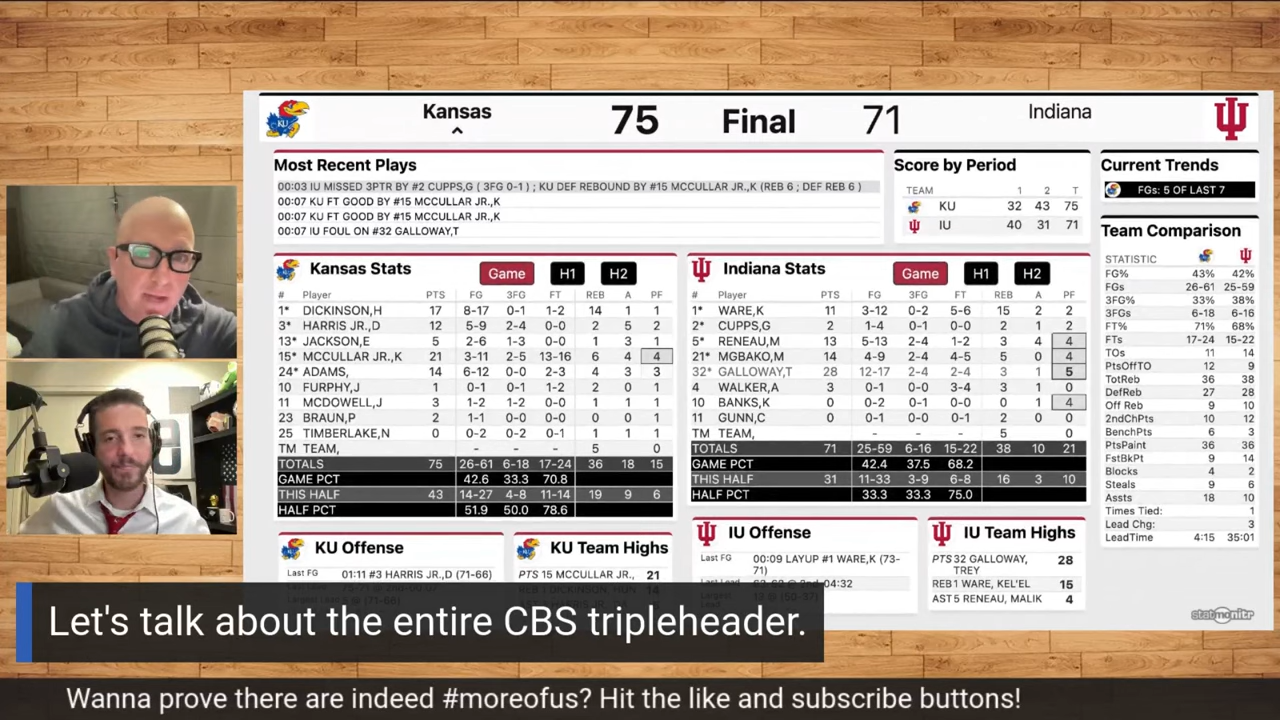 Kansas 75 Final 71 Indiana
Most Recent Plays
00:03 IU MISSED 3PTR BY #2 CUPPS,G ( 3FG 0-1 ) ; KU DEF REBOUND BY #15 MCCULLAR JR.,K (REB 6 ; DEF REB 6 )
00:07 KU FT GOOD BY #15 MCCULLAR JR.,K
00:07 KU FT GOOD BY #15 MCCULLAR JR.,K
00:07 IU FOUL ON #32 GALLOWAY,T
Score by Period
TEAM 1 2 T
KU 32 43 75
IU 40 31 71
Current Trends
FGs: 5 OF LAST 7
Kansas Stats Game H1 H2
# Player PTS FG 3FG FT REB A PF
1* DICKINSON,H 17 8-17 0-1 1-2 14 1 1
3* HARRIS JR.,D 12 5-9 2-4 0-0 2 5 2
13* JACKSON,E 5 2-6 1-3 0-0 1 3 1
15* MCCULLAR JR.,K 21 3-11 2-5 13-16 6 4 4
24* ADAMS, 14 6-12 0-0 2-3 4 3 3
10 FURPHY,J 1 0-1 0-1 1-2 2 0 1
11 MCDOWELL,J 3 1-2 1-2 0-0 1 1 1
23 BRAUN,P 2 1-1 0-0 0-0 0 0 1
25 TIMBERLAKE,N 0 0-2 0-2 0-1 1 1 1
TM TEAM, - - - 5 0
TOTALS 75 26-61 6-18 17-24 36 18 15
GAME PCT 42.6 33.3 70.8
THIS HALF 43 14-27 4-8 11-14 19 9 6
HALF PCT 51.9 50.0 78.6
Indiana Stats Game H1 H2
# Player PTS FG 3FG FT REB A PF
1* WARE,K 11 3-12 0-2 5-6 15 2 2
2* CUPPS,G 2 1-4 0-1 0-0 2 1 2
5* RENEAU,M 13 5-13 2-4 1-2 3 4 4
21* MGBAKO,M 14 4-9 2-4 4-5 5 0 4
32* GALLOWAY,T 28 12-17 2-4 2-4 3 1 5
4 WALKER,A 3 0-1 0-0 3-4 3 1 0
10 BANKS,K 0 0-2 0-1 0-0 0 1 4
11 GUNN,C 0 0-1 0-0 0-1 2 0 0
TM TEAM, - - - 5 0
TOTALS 71 25-59 6-16 15-22 38 10 21
GAME PCT 42.4 37.5 68.2
THIS HALF 31 11-33 3-9 6-8 16 3 10
HALF PCT 33.3 33.3 75.0
Team Comparison
STATISTIC
FG% 43% 42%
FGs 26-61 25-59
3FG% 33% 38%
3FGs 6-18 6-16
FT% 71% 68%
FTs 17-24 15-22
TOs 11 14
PtsOffTO 12 9
TotReb 36 38
DefReb 27 28
Off Reb 9 10
2ndChPts 10 12
BenchPts 6 3
PtsPaint 36 36
FstBkPt 9 14
Blocks 4 2
Steals 9 6
Assts 18 10
Times Tied: 1
Lead Chg: 3
LeadTime 4:15 35:01
KU Offense
Last FG 01:11 #3 HARRIS JR.,D (71-66)
KU Team Highs
PTS 15 MCCULLAR JR., 21
IU Offense
Last FG 00:09 LAYUP #1 WARE,K (73-71)
IU Team Highs
PTS 32 GALLOWAY, TREY 28
REB 1 WARE, KEL'EL 15
AST 5 RENEAU, MALIK 4
statmonitr
Let's talk about the entire CBS tripleheader.
Wanna prove there are indeed #moreofus? Hit the like and subscribe buttons!